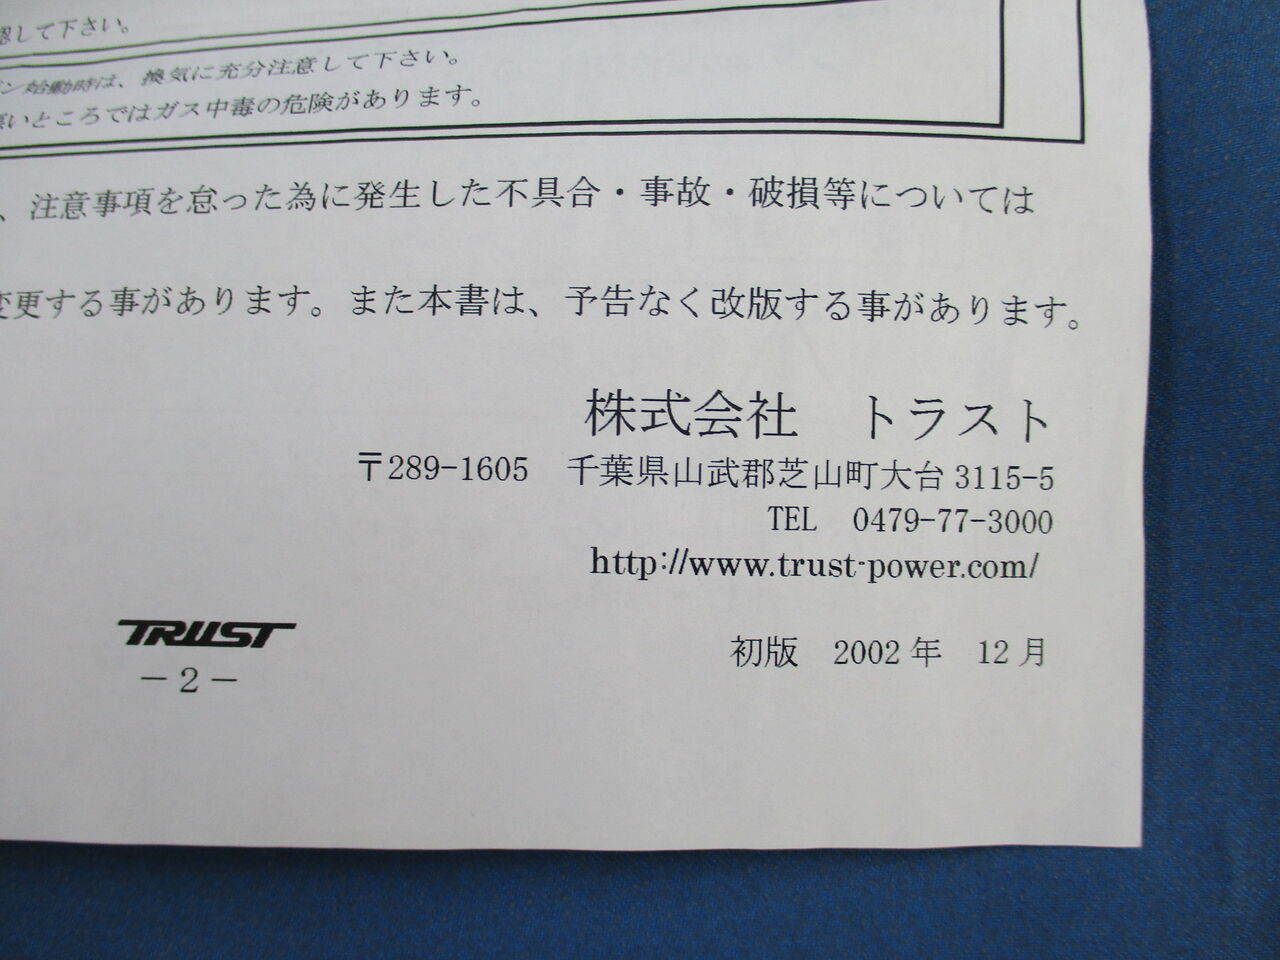 認して下さい。
ジン始動時は、換気に充分注意して下さい。
悪いところではガス中毒の危険があります。
、注意事項を怠った為に発生した不具合・事故・破損等については
変更する事があります。また本書は、予告なく改版する事があります。
株式会社　トラスト
〒289-1605　千葉県山武郡芝山町大台 3115-5
TEL　0479-77-3000
http://www.trust-power.com/
初版　2002 年　12 月
TRUST
－2－